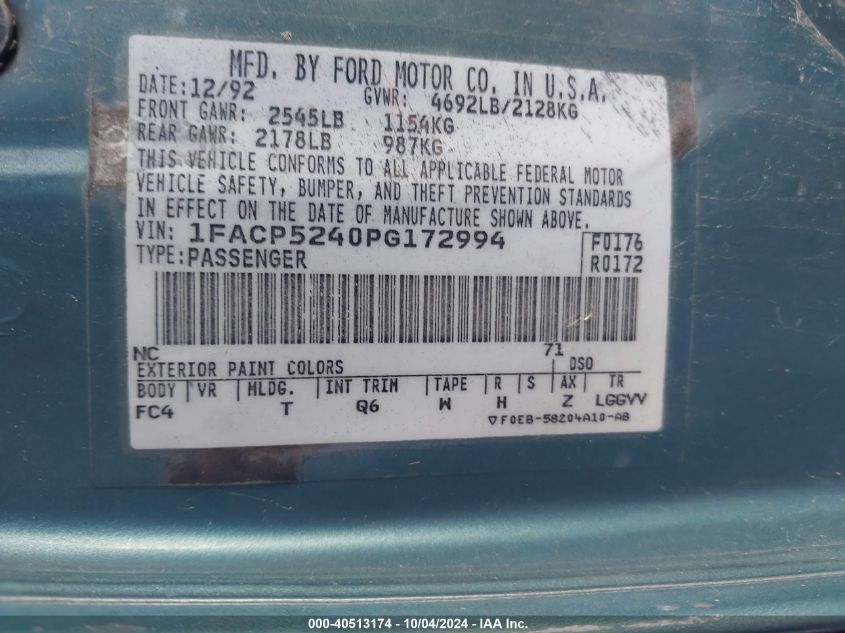 MFD. BY FORD MOTOR CO. IN U.S.A.
DATE: 12/92 GVWR: 4692LB/2128KG
FRONT GAWR: 2545LB 1154KG
REAR GAWR: 2178LB 987KG
THIS VEHICLE CONFORMS TO ALL APPLICABLE FEDERAL MOTOR
VEHICLE SAFETY, BUMPER, AND THEFT PREVENTION STANDARDS
IN EFFECT ON THE DATE OF MANUFACTURE SHOWN ABOVE.
VIN: 1FACP5240PG172994 F0176
TYPE: PASSENGER R0172
NC 71
EXTERIOR PAINT COLORS DSO
BODY VR MLDG. INT TRIM TAPE R S AX TR
FC4 T Q6 W H Z LGGVV
▽F0EB-58204A10-AB
000-40513174 - 10/04/2024 - IAA Inc.